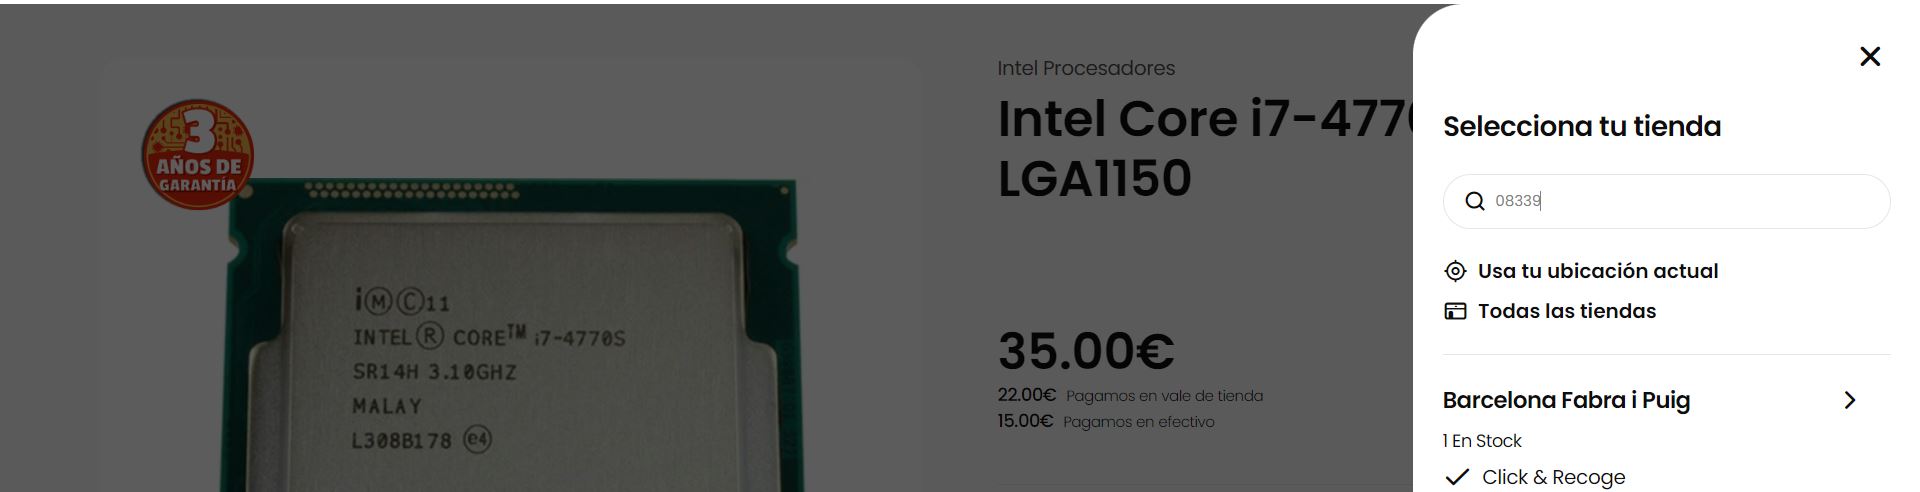 3
AÑOS DE
GARANTÍA
i Ⓜ Ⓒ 11
INTEL® CORE™ i7-4770S
SR14H 3.10GHZ
MALAY
L308B178 e4
Intel Procesadores
Intel Core i7-4770
LGA1150
35.00€
22.00€ Pagamos en vale de tienda
15.00€ Pagamos en efectivo
Selecciona tu tienda
08339
Usa tu ubicación actual
Todas las tiendas
Barcelona Fabra i Puig
1 En Stock
Click & Recoge